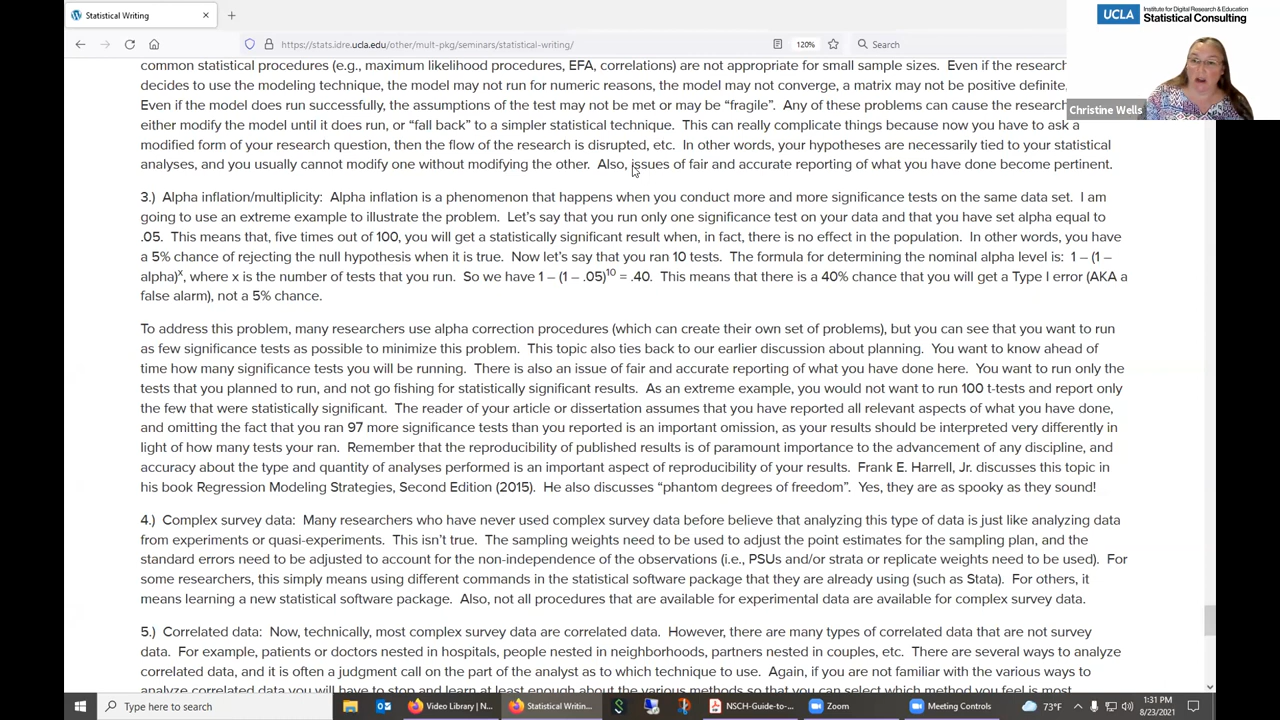 Statistical Writing
UCLA
Institute for Digital Research & Education
Statistical Consulting
https://stats.idre.ucla.edu/other/mult-pkg/seminars/statistical-writing/
120%
Search
common statistical procedures (e.g., maximum likelihood procedures, EFA, correlations) are not appropriate for small sample sizes. Even if the research
decides to use the modeling technique, the model may not run for numeric reasons, the model may not converge, a matrix may not be positive definite,
Even if the model does run successfully, the assumptions of the test may not be met or may be “fragile”. Any of these problems can cause the research
Christine Wells
either modify the model until it does run, or “fall back” to a simpler statistical technique. This can really complicate things because now you have to ask a
modified form of your research question, then the flow of the research is disrupted, etc. In other words, your hypotheses are necessarily tied to your statistical
analyses, and you usually cannot modify one without modifying the other. Also, issues of fair and accurate reporting of what you have done become pertinent.
3.) Alpha inflation/multiplicity: Alpha inflation is a phenomenon that happens when you conduct more and more significance tests on the same data set. I am
going to use an extreme example to illustrate the problem. Let’s say that you run only one significance test on your data and that you have set alpha equal to
.05. This means that, five times out of 100, you will get a statistically significant result when, in fact, there is no effect in the population. In other words, you have
a 5% chance of rejecting the null hypothesis when it is true. Now let’s say that you ran 10 tests. The formula for determining the nominal alpha level is: 1 – (1 –
alpha)ˣ, where x is the number of tests that you run. So we have 1 – (1 – .05)¹⁰ = .40. This means that there is a 40% chance that you will get a Type I error (AKA a
false alarm), not a 5% chance.
To address this problem, many researchers use alpha correction procedures (which can create their own set of problems), but you can see that you want to run
as few significance tests as possible to minimize this problem. This topic also ties back to our earlier discussion about planning. You want to know ahead of
time how many significance tests you will be running. There is also an issue of fair and accurate reporting of what you have done here. You want to run only the
tests that you planned to run, and not go fishing for statistically significant results. As an extreme example, you would not want to run 100 t-tests and report only
the few that were statistically significant. The reader of your article or dissertation assumes that you have reported all relevant aspects of what you have done,
and omitting the fact that you ran 97 more significance tests than you reported is an important omission, as your results should be interpreted very differently in
light of how many tests your ran. Remember that the reproducibility of published results is of paramount importance to the advancement of any discipline, and
accuracy about the type and quantity of analyses performed is an important aspect of reproducibility of your results. Frank E. Harrell, Jr. discusses this topic in
his book Regression Modeling Strategies, Second Edition (2015). He also discusses “phantom degrees of freedom”. Yes, they are as spooky as they sound!
4.) Complex survey data: Many researchers who have never used complex survey data before believe that analyzing this type of data is just like analyzing data
from experiments or quasi-experiments. This isn’t true. The sampling weights need to be used to adjust the point estimates for the sampling plan, and the
standard errors need to be adjusted to account for the non-independence of the observations (i.e., PSUs and/or strata or replicate weights need to be used). For
some researchers, this simply means using different commands in the statistical software package that they are already using (such as Stata). For others, it
means learning a new statistical software package. Also, not all procedures that are available for experimental data are available for complex survey data.
5.) Correlated data: Now, technically, most complex survey data are correlated data. However, there are many types of correlated data that are not survey
data. For example, patients or doctors nested in hospitals, people nested in neighborhoods, partners nested in couples, etc. There are several ways to analyze
correlated data, and it is often a judgment call on the part of the analyst as to which technique to use. Again, if you are not familiar with the various ways to
analyze correlated data you will have to stop and learn at least enough about the various methods so that you can select which method you feel is most
Type here to search
Video Library | N...
Statistical Writin...
NSCH-Guide-to-...
Zoom
Meeting Controls
73°F
1:31 PM
8/23/2021